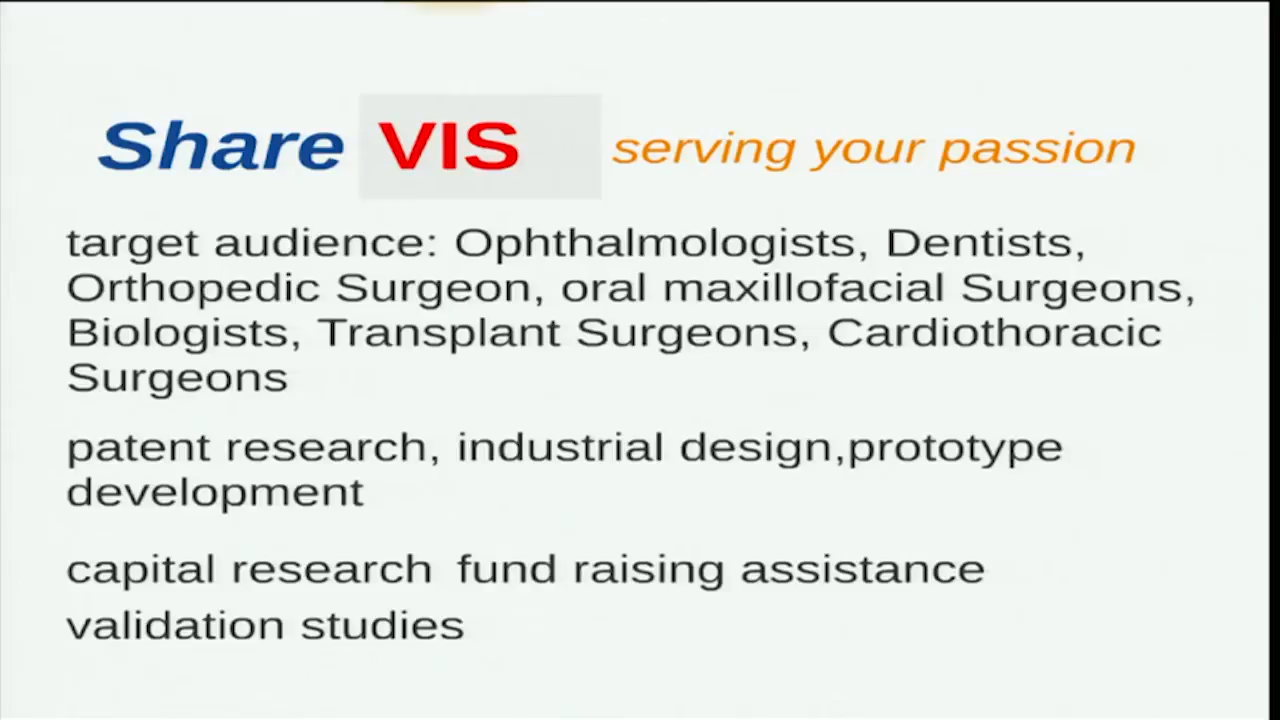 Share VIS serving your passion
target audience: Ophthalmologists, Dentists,
Orthopedic Surgeon, oral maxillofacial Surgeons,
Biologists, Transplant Surgeons, Cardiothoracic
Surgeons
patent research, industrial design,prototype
development
capital research fund raising assistance
validation studies